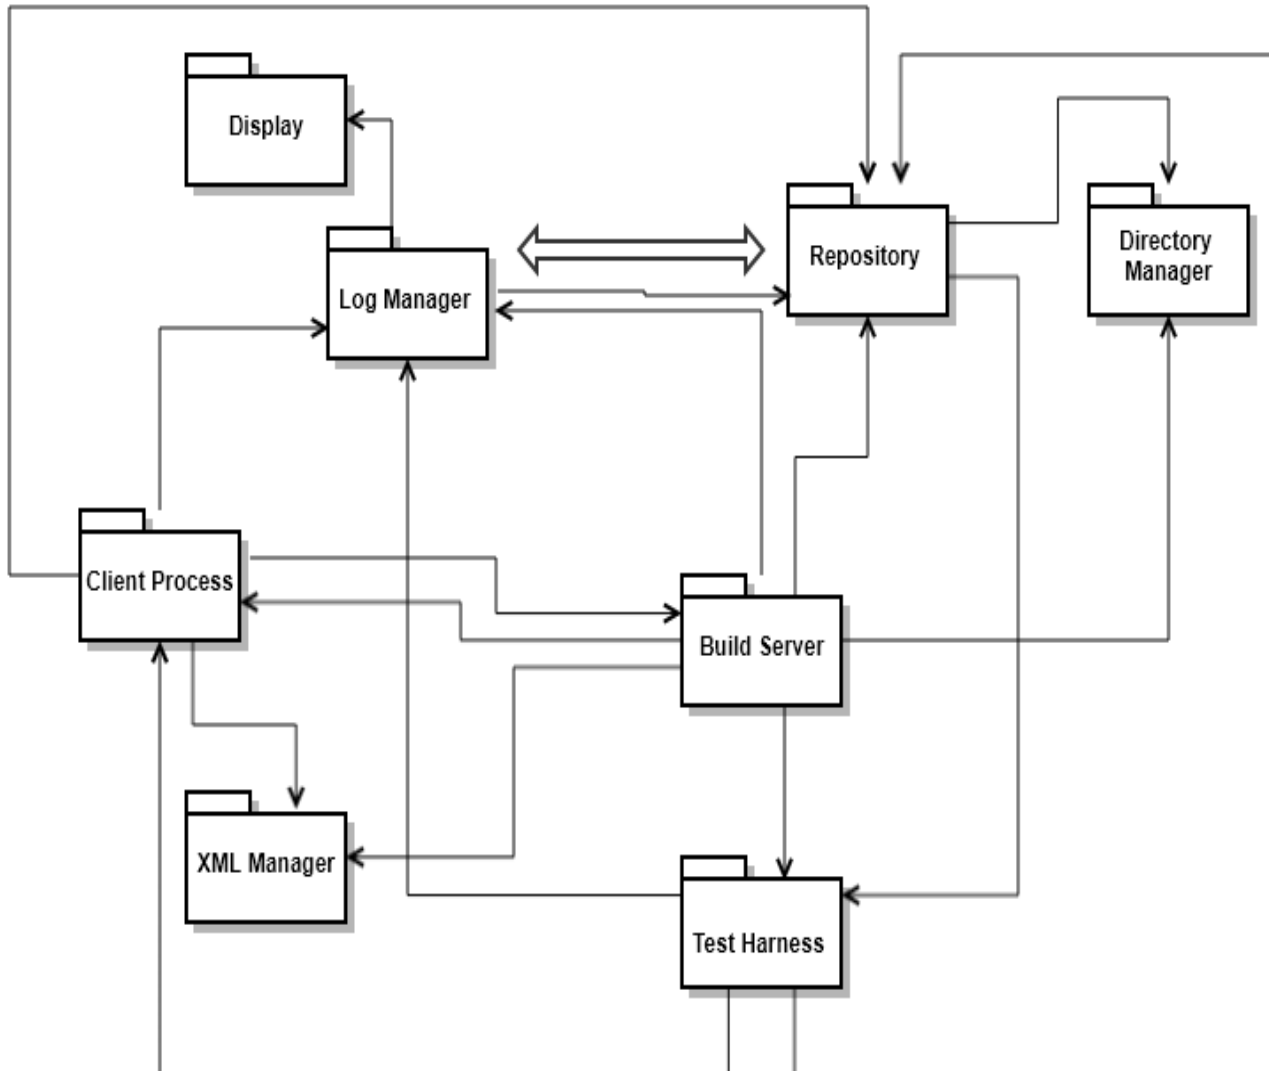 Display
Log Manager
Repository
Directory
Manager
Client Process
Build Server
XML Manager
Test Harness